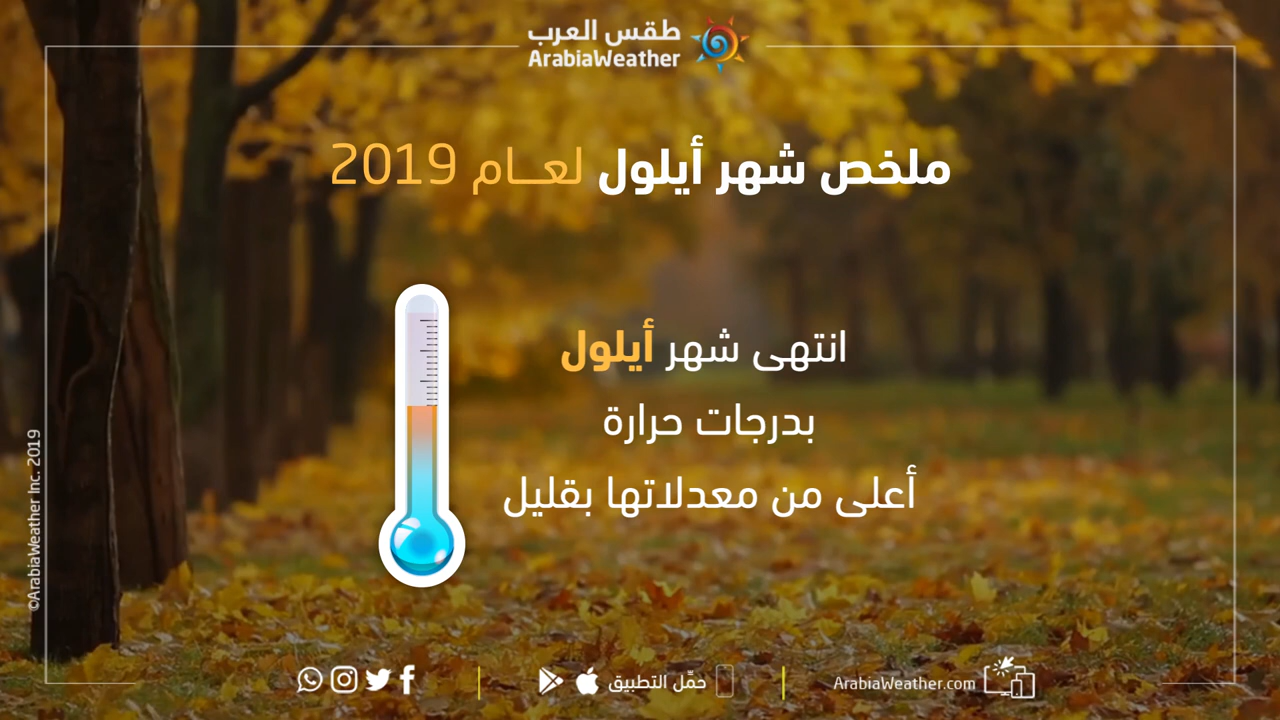 طقس العرب
ArabiaWeather
ملخص شهر أيلول لعـــام 2019
انتهى شهر أيلول
بدرجات حرارة
أعلى من معدلاتها بقليل
©ArabiaWeather Inc. 2019
ArabiaWeather.com
حمّل التطبيق